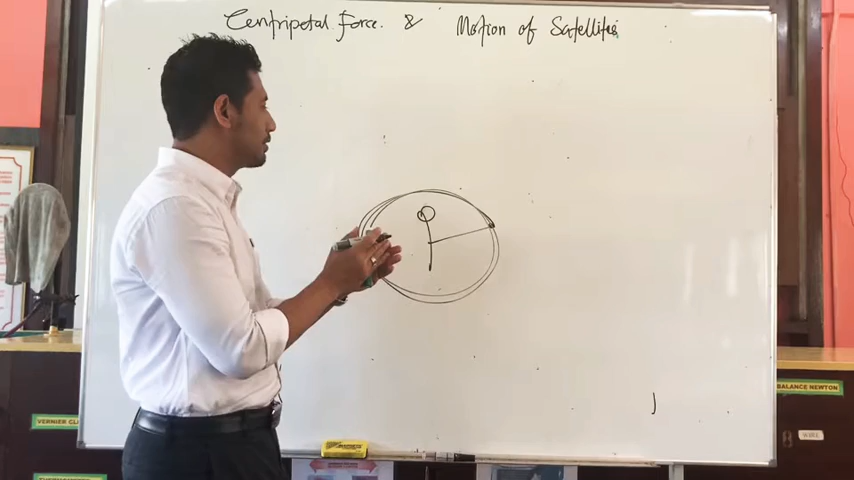 Centripetal Force & Motion of Satellites
VERNIER CL
BALANCE NEWTON